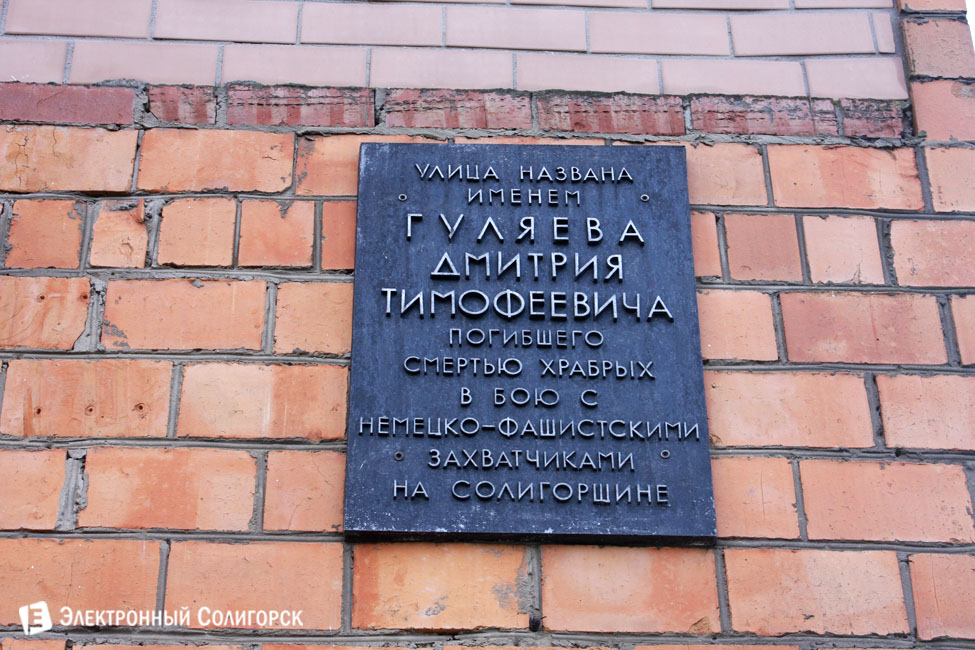 УЛИЦА НАЗВАНА
ИМЕНЕМ
ГУЛЯЕВА
ДМИТРИЯ
ТИМОФЕЕВИЧА
ПОГИБШЕГО
СМЕРТЬЮ ХРАБРЫХ
В БОЮ С
НЕМЕЦКО-ФАШИСТСКИМИ
ЗАХВАТЧИКАМИ
НА СОЛИГОРЩИНЕ
Электронный Солигорск